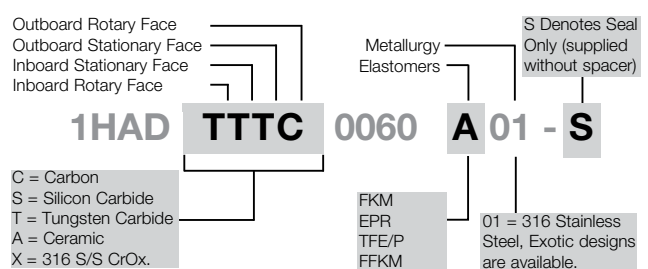 Outboard Rotary Face
Outboard Stationary Face
Inboard Stationary Face
Inboard Rotary Face
Metallurgy
Elastomers
S Denotes Seal
Only (supplied
without spacer)
1HAD TTTC 0060 A 01 - S
C = Carbon
S = Silicon Carbide
T = Tungsten Carbide
A = Ceramic
X = 316 S/S CrOx.
FKM
EPR
TFE/P
FFKM
01 = 316 Stainless
Steel, Exotic designs
are available.